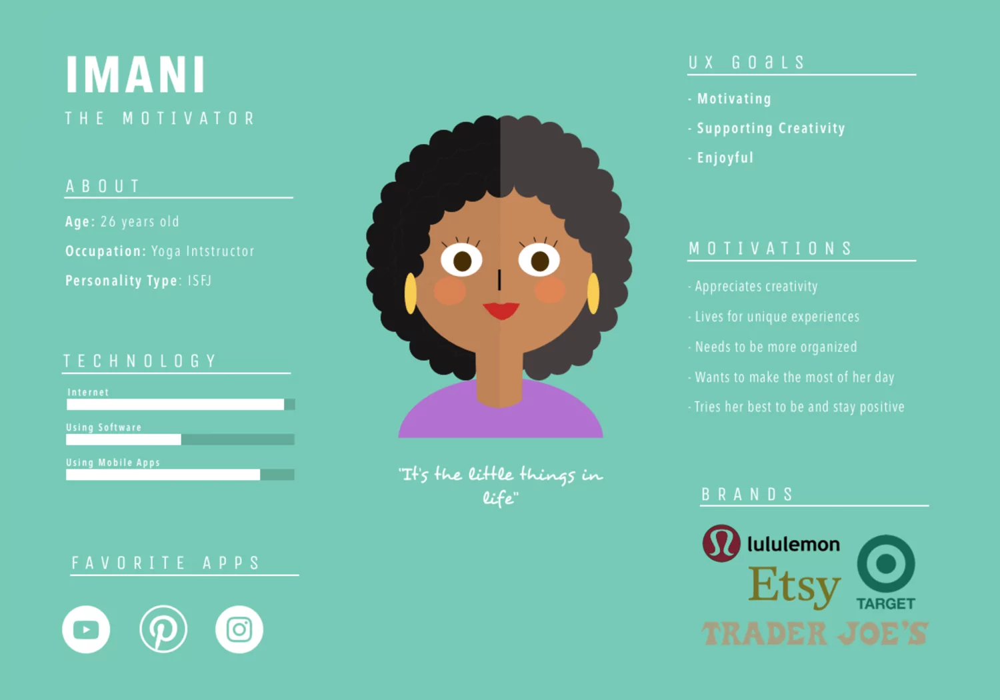 IMANI
THE MOTIVATOR
ABOUT
Age: 26 years old
Occupation: Yoga Intstructor
Personality Type: ISFJ
TECHNOLOGY
Internet
Using Software
Using Mobile Apps
FAVORITE APPS
"It's the little things in
life"
UX GOALS
- Motivating
- Supporting Creativity
- Enjoyful
MOTIVATIONS
- Appreciates creativity
- Lives for unique experiences
- Needs to be more organized
- Wants to make the most of her day
- Tries her best to be and stay positive
BRANDS
lululemon
Etsy
TARGET
TRADER JOE'S